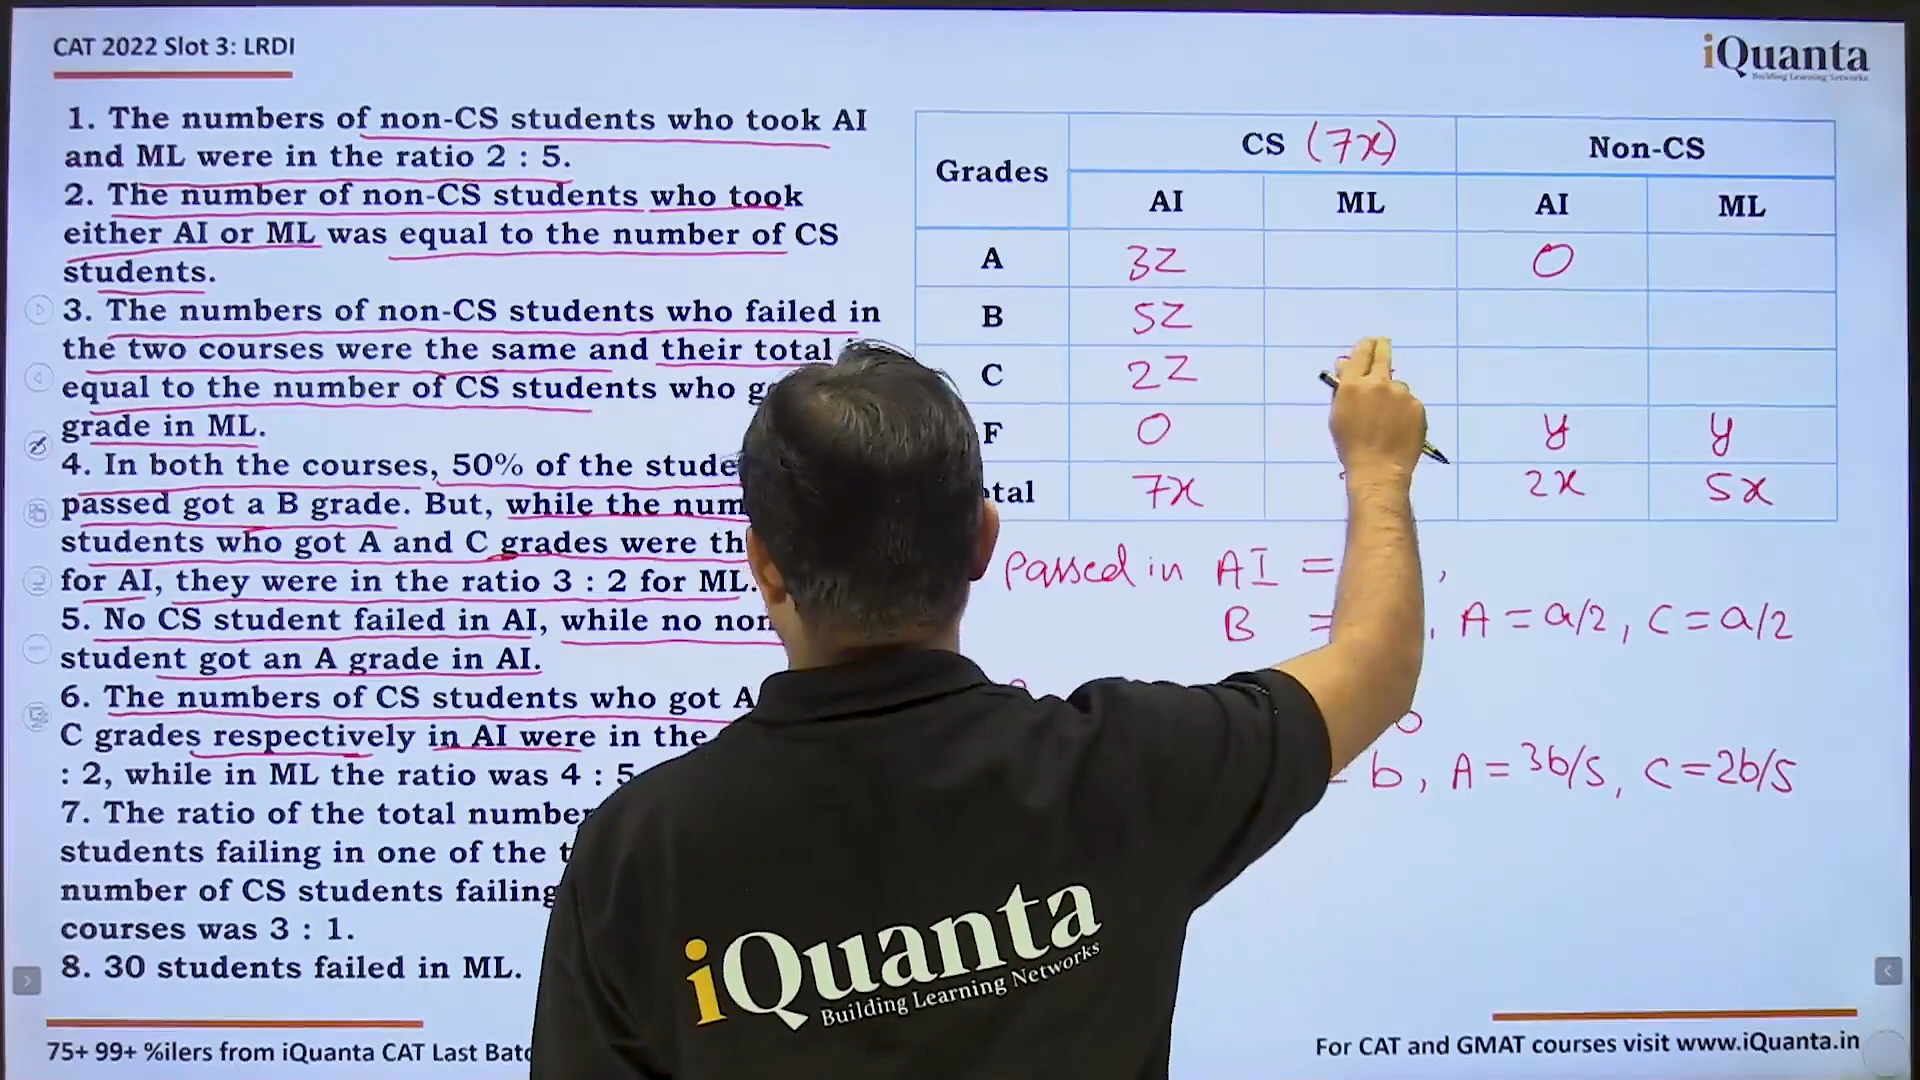 CAT 2022 Slot 3: LRDI
iQuanta
Building Learning Networks
1. The numbers of non-CS students who took AI
and ML were in the ratio 2 : 5.
2. The number of non-CS students who took
either AI or ML was equal to the number of CS
students.
3. The numbers of non-CS students who failed in
the two courses were the same and their total
equal to the number of CS students who
grade in ML.
4. In both the courses, 50% of the
passed got a B grade. But, while the
students who got A and C grades were
for AI, they were in the ratio 3 : 2 for ML.
5. No CS student failed in AI, while no
student got an A grade in AI.
6. The numbers of CS students who got A
C grades respectively in AI were in the
: 2, while in ML the ratio was 4 : 5
7. The ratio of the total
students failing in one of the
number of CS students failing
courses was 3 : 1.
8. 30 students failed in ML.
Grades CS (7x) Non-CS
AI ML AI ML
A 3z 0
B 5z
C 2z
F 0 y y
7x 2x 5x
Passed in AI = ,
B = , A = a/2, C = a/2
b, A = 3b/5, C = 2b/5
iQuanta
Building Learning Networks
75+ 99+ %ilers from iQuanta CAT Last
For CAT and GMAT courses visit www.iQuanta.in